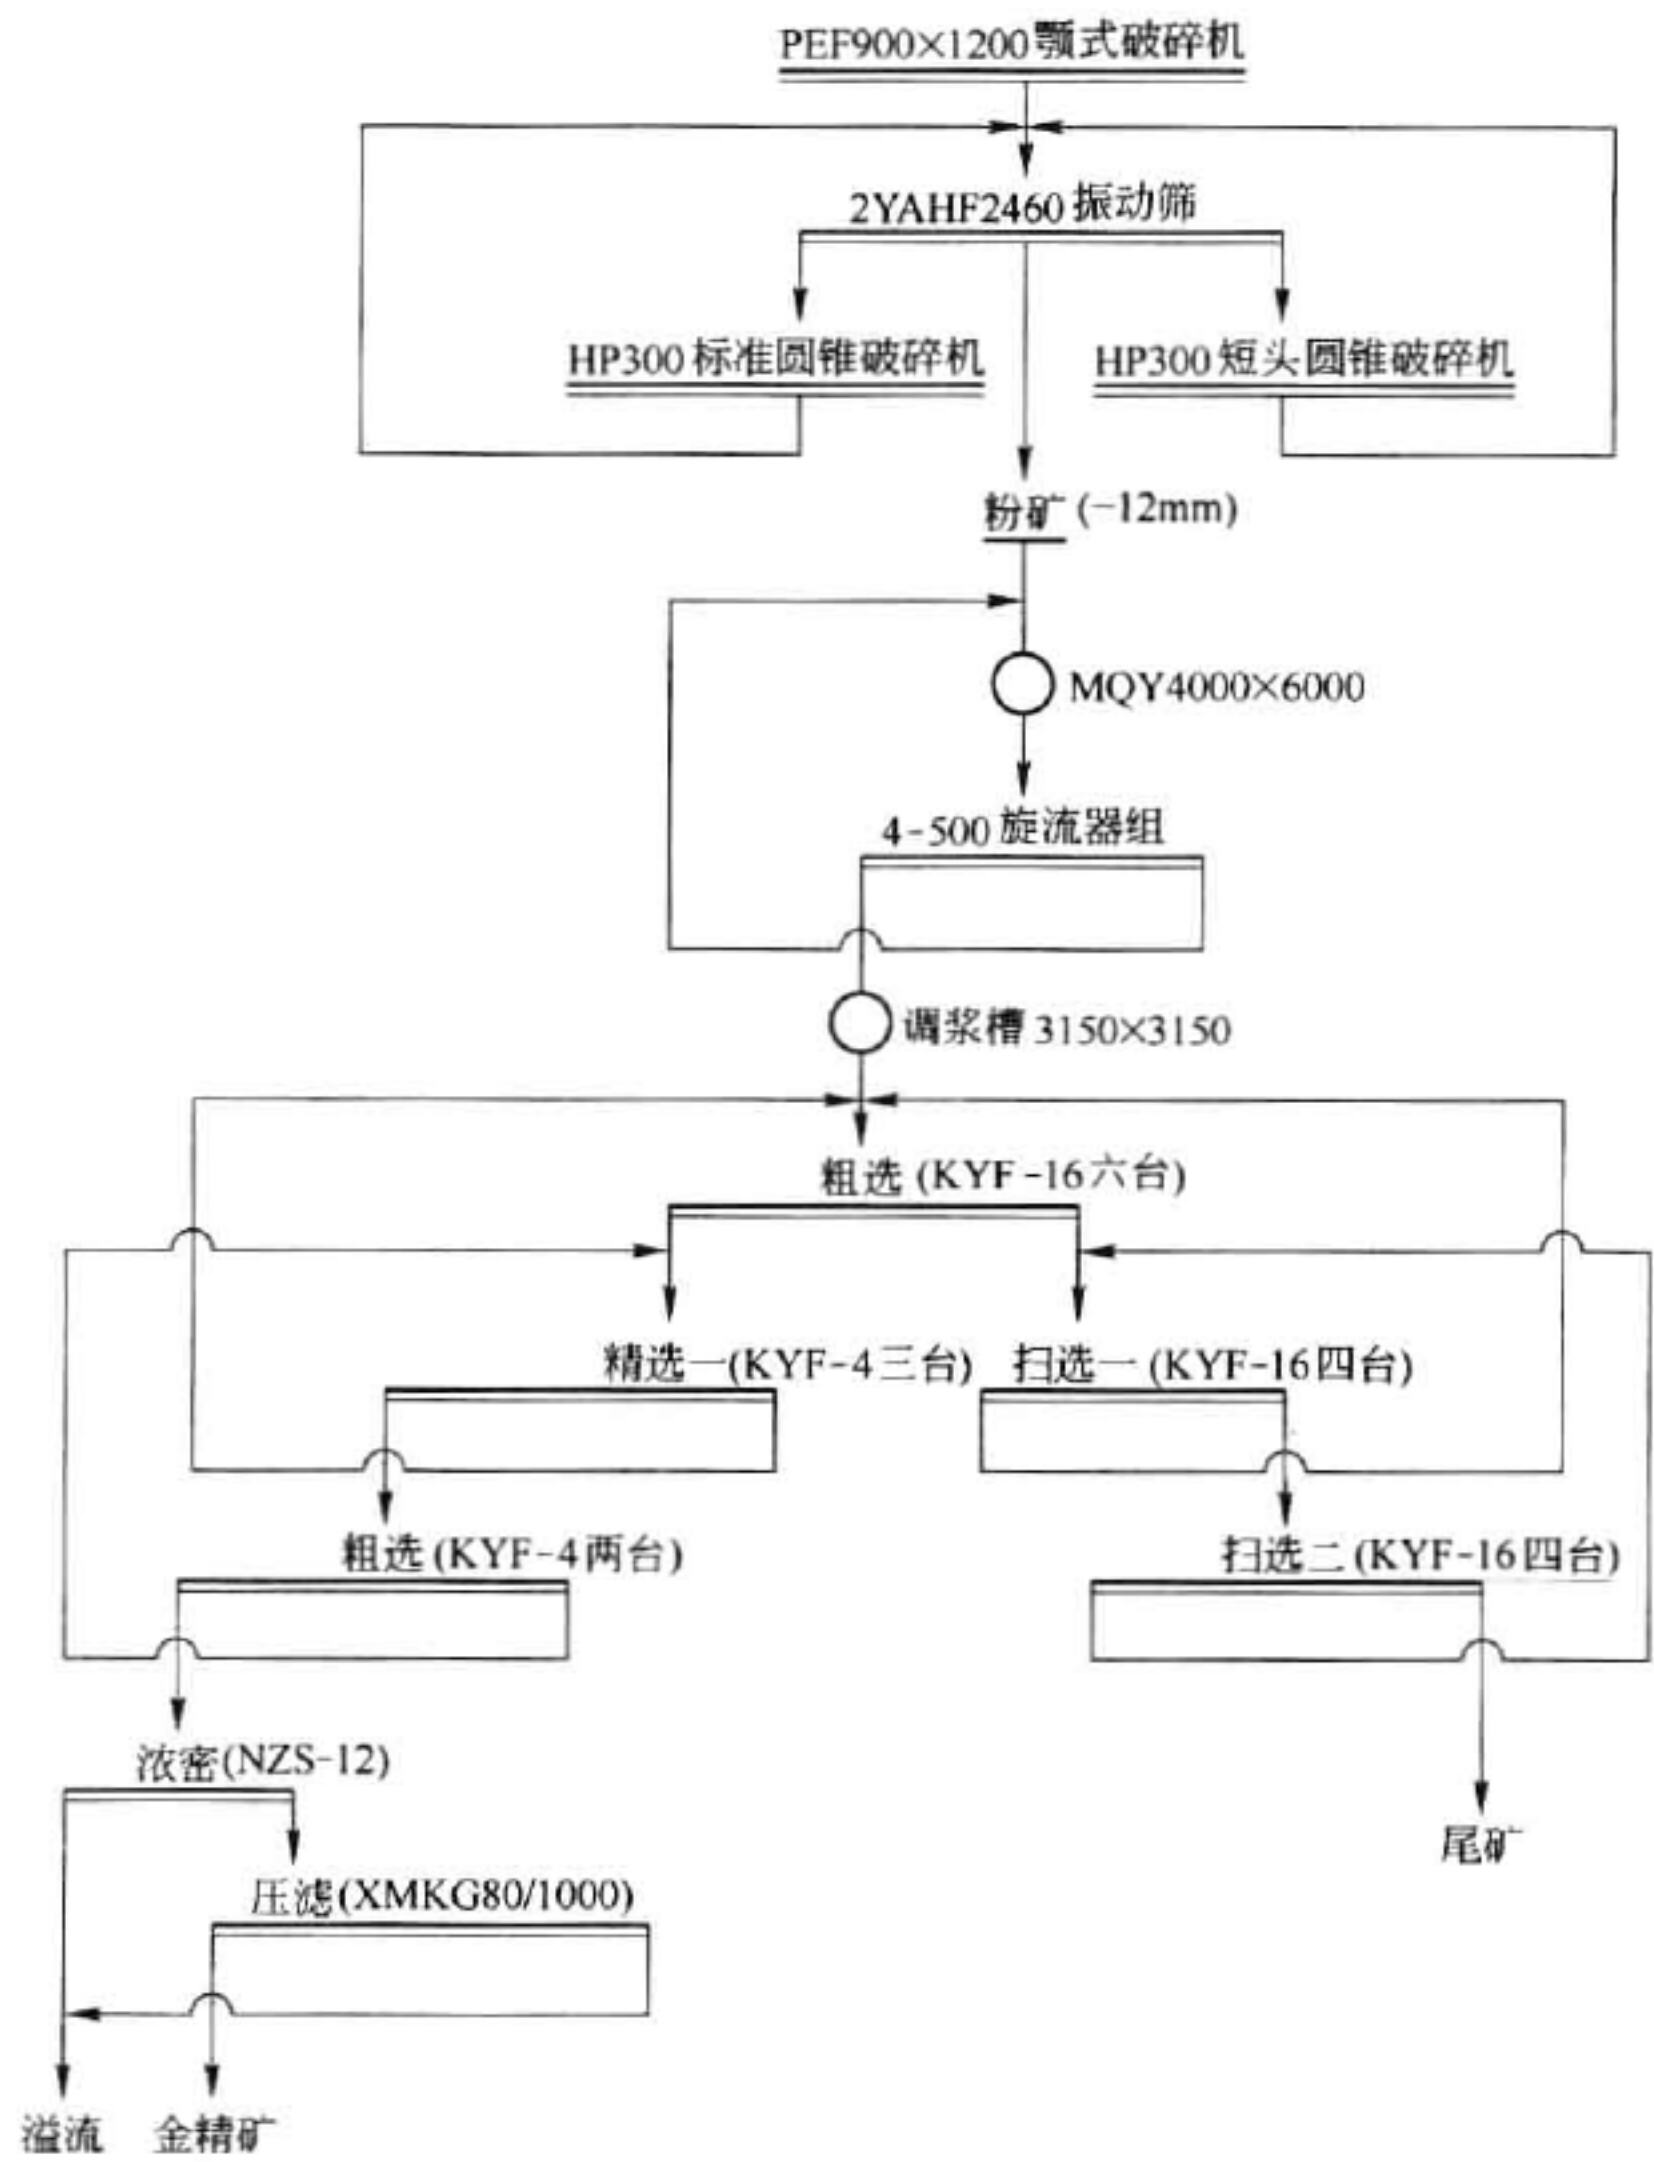 PEF900×1200颚式破碎机
2YAHF2460振动筛
HP300标准圆锥破碎机
HP300短头圆锥破碎机
粉矿(-12mm)
MQY4000×6000
4-500旋流器组
调浆槽3150×3150
粗选(KYF-16六台)
精选一(KYF-4三台)
扫选一(KYF-16四台)
粗选(KYF-4两台)
扫选二(KYF-16四台)
浓密(NZS-12)
尾矿
压滤(XMKG80/1000)
溢流
金精矿